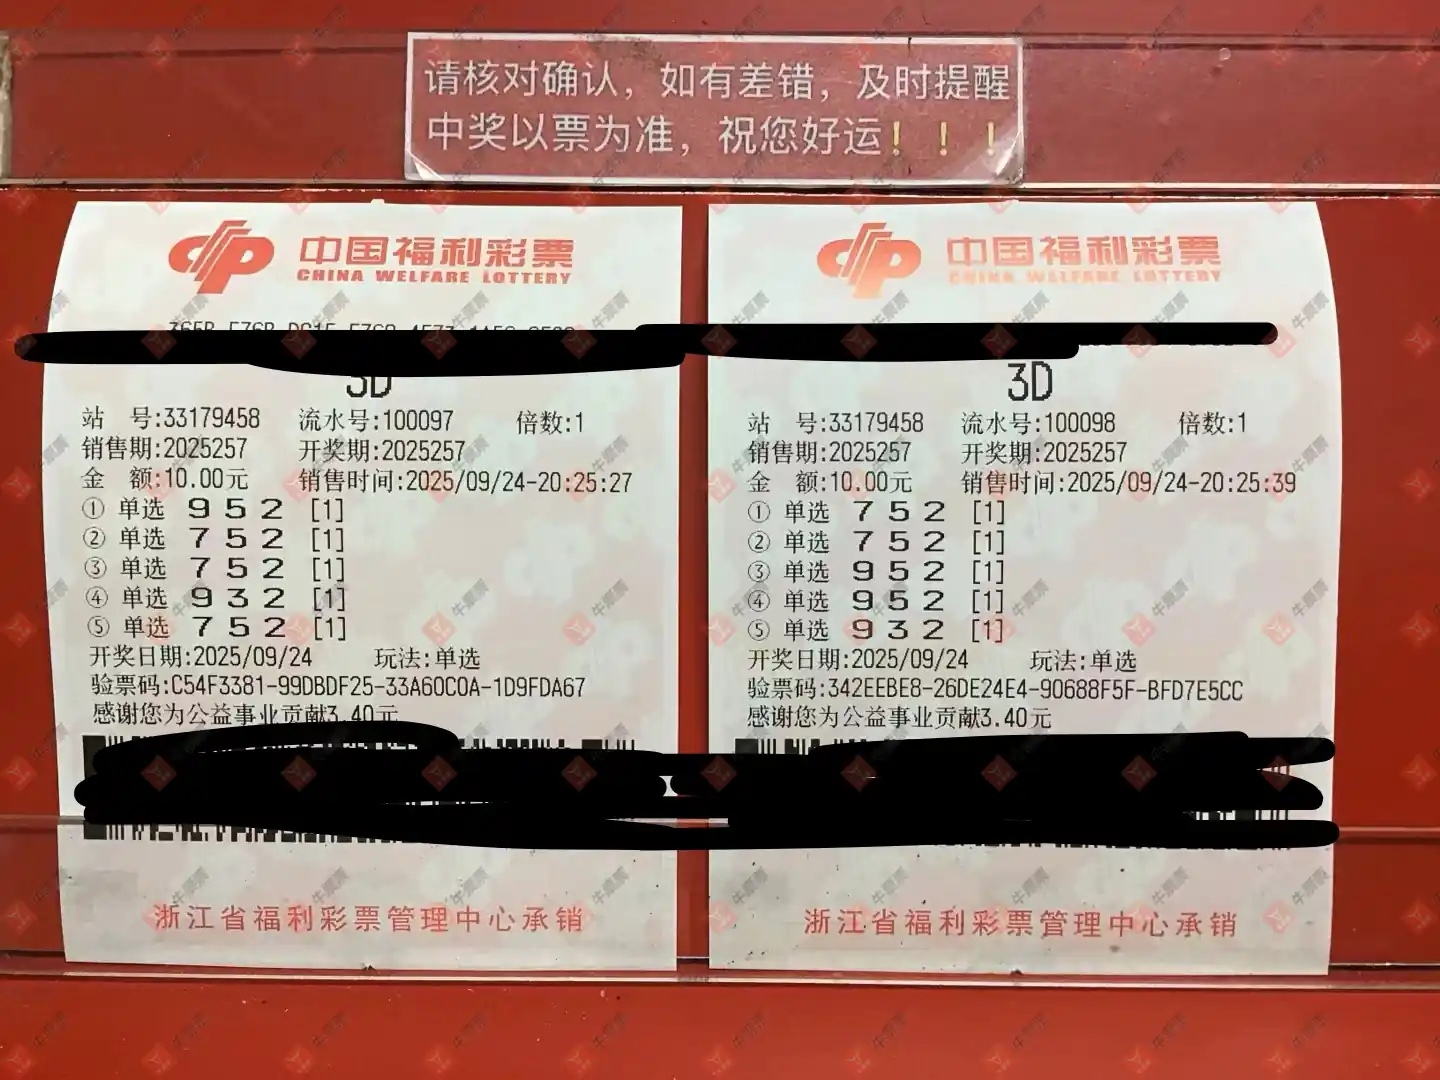 请核对确认，如有差错，及时提醒
中奖以票为准，祝您好运！！！
中国福利彩票
CHINA WELFARE LOTTERY
3D
站 号:33179458 流水号:100097 倍数:1
销售期:2025257 开奖期:2025257
金 额:10.00元 销售时间:2025/09/24-20:25:27
① 单选 9 5 2 [1]
② 单选 7 5 2 [1]
③ 单选 7 5 2 [1]
④ 单选 9 3 2 [1]
⑤ 单选 7 5 2 [1]
开奖日期:2025/09/24 玩法:单选
验票码:C54F3381-99DBDF25-33A60C0A-1D9FDA67
感谢您为公益事业贡献3.40元
浙江省福利彩票管理中心承销
中国福利彩票
CHINA WELFARE LOTTERY
3D
站 号:33179458 流水号:100098 倍数:1
销售期:2025257 开奖期:2025257
金 额:10.00元 销售时间:2025/09/24-20:25:39
① 单选 7 5 2 [1]
② 单选 7 5 2 [1]
③ 单选 9 5 2 [1]
④ 单选 9 5 2 [1]
⑤ 单选 9 3 2 [1]
开奖日期:2025/09/24 玩法:单选
验票码:342EEBE8-26DE24E4-90688F5F-BFD7E5CC
感谢您为公益事业贡献3.40元
浙江省福利彩票管理中心承销